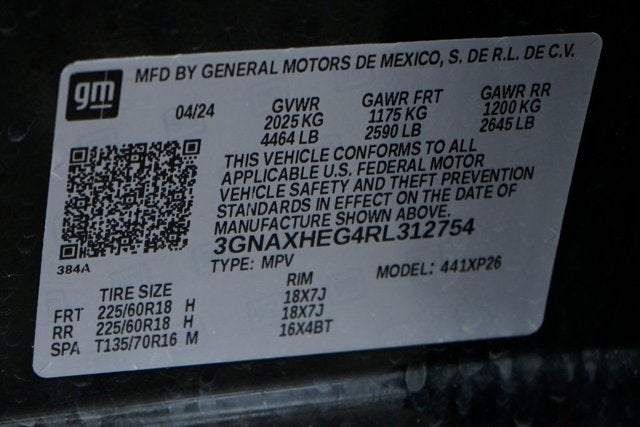 gm
MFD BY GENERAL MOTORS DE MEXICO, S. DE R.L. DE C.V.
04/24 GVWR GAWR FRT GAWR RR
2025 KG 1175 KG 1200 KG
4464 LB 2590 LB 2645 LB
THIS VEHICLE CONFORMS TO ALL
APPLICABLE U.S. FEDERAL MOTOR
VEHICLE SAFETY AND THEFT PREVENTION
STANDARDS IN EFFECT ON THE DATE OF
MANUFACTURE SHOWN ABOVE.
3GNAXHEG4RL312754
384A
TYPE: MPV MODEL: 441XP26
TIRE SIZE RIM
FRT 225/60R18 H 18X7J
RR 225/60R18 H 18X7J
SPA T135/70R16 M 16X4BT